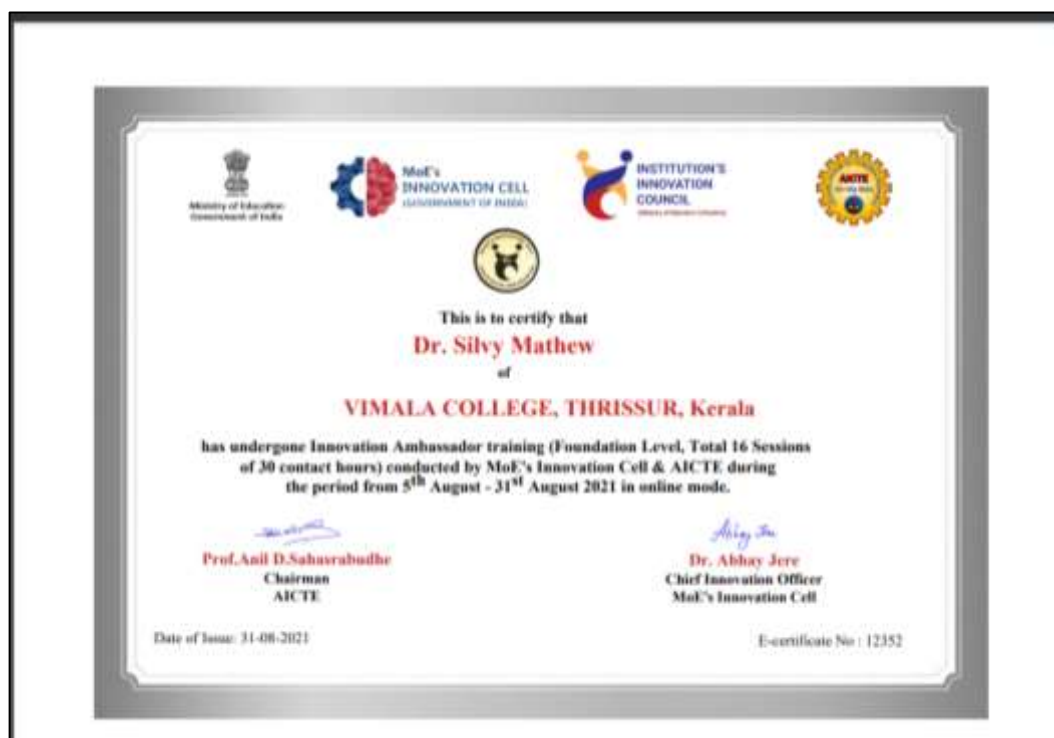 Ministry of Education
Government of India
MoE's
INNOVATION CELL
(GOVERNMENT OF INDIA)
INSTITUTION'S
INNOVATION
COUNCIL
AICTE
This is to certify that
Dr. Silvy Mathew
of
VIMALA COLLEGE, THRISSUR, Kerala
has undergone Innovation Ambassador training (Foundation Level, Total 16 Sessions
of 30 contact hours) conducted by MoE's Innovation Cell & AICTE during
the period from 5th August - 31st August 2021 in online mode.
Abhay Jere
Prof.Anil D.Sahasrabudhe
Chairman
AICTE
Dr. Abhay Jere
Chief Innovation Officer
MoE's Innovation Cell
Date of Issue: 31-08-2021
E-certificate No : 12352